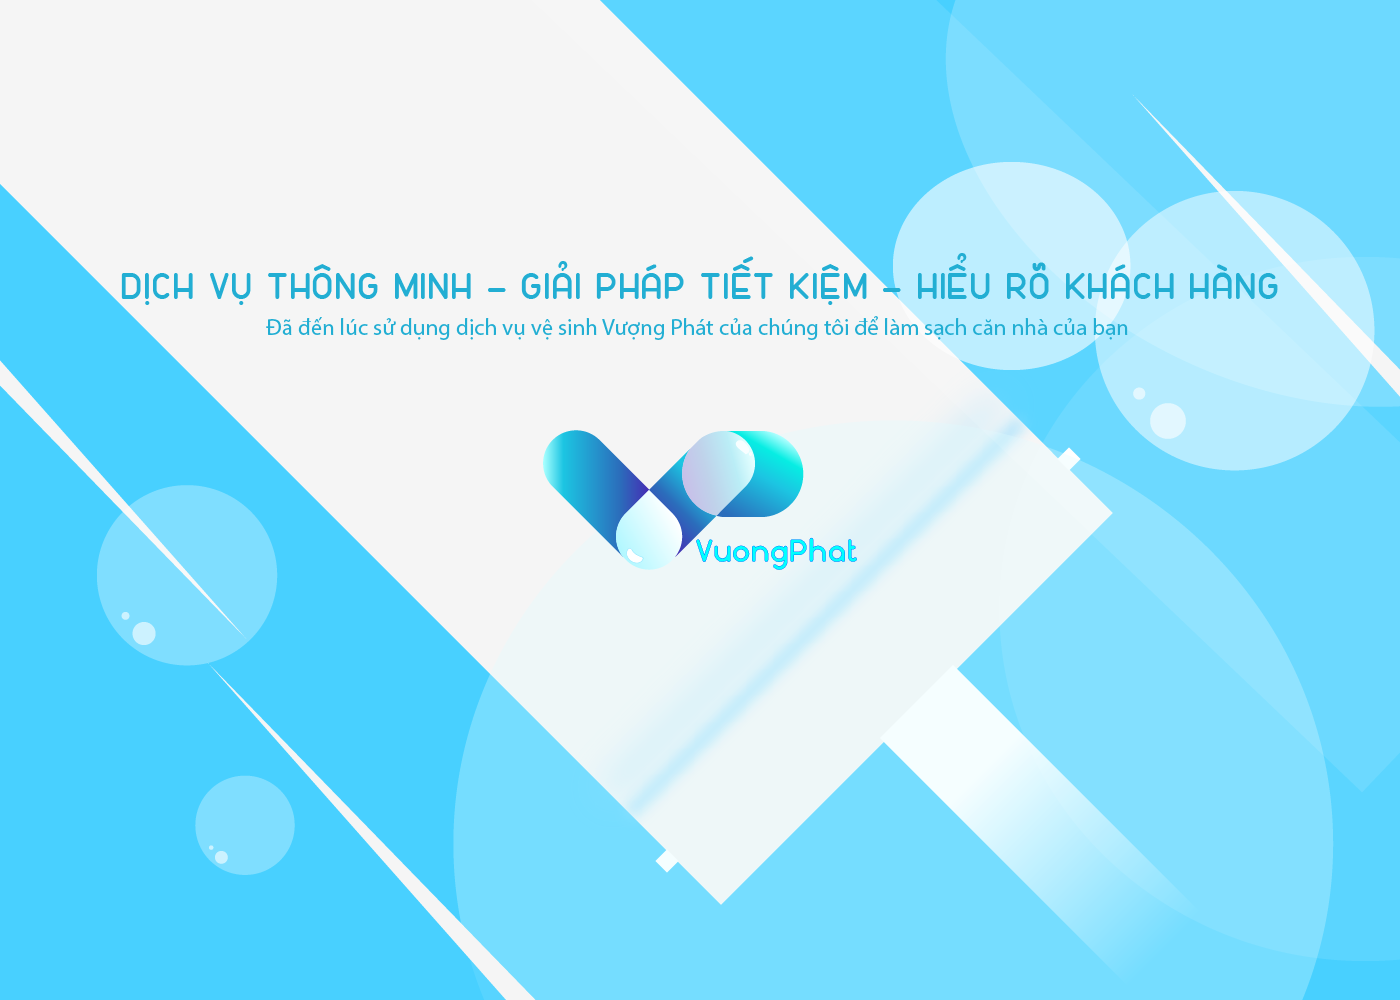 DỊCH VỤ THÔNG MINH – GIẢI PHÁP TIẾT KIỆM – HIỂU RÕ KHÁCH HÀNG
Đã đến lúc sử dụng dịch vụ vệ sinh Vượng Phát của chúng tôi để làm sạch căn nhà của bạn
VuongPhat